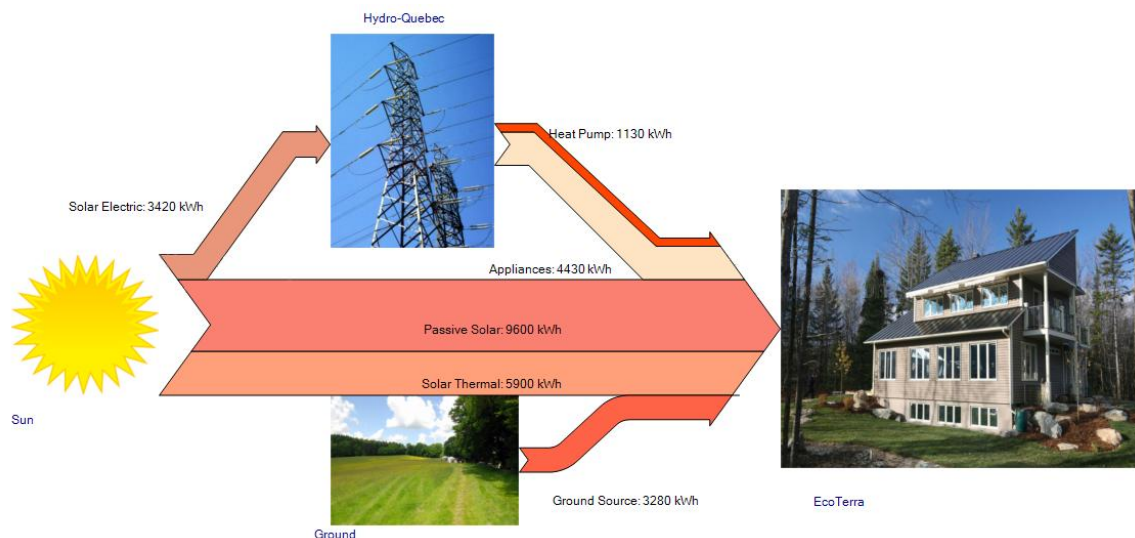 Hydro-Quebec
Heat Pump: 1130 kWh
Solar Electric: 3420 kWh
Appliances: 4430 kWh
Passive Solar: 9600 kWh
Solar Thermal: 5900 kWh
Sun
Ground Source: 3280 kWh
EcoTerra
Ground